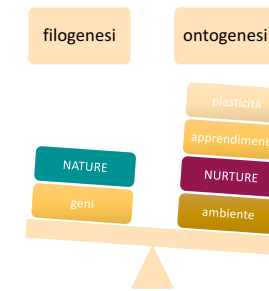 filogenesi
ontogenesi
plasticità
apprendiment
NATURE
NURTURE
geni
ambiente